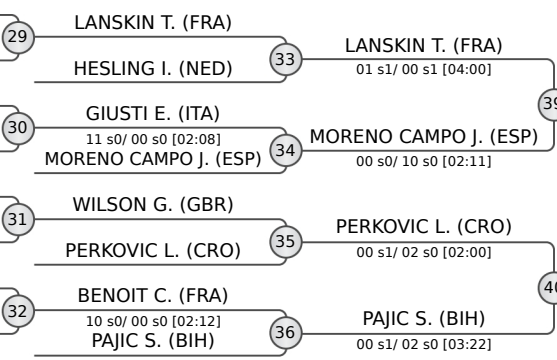 29
LANSKIN T. (FRA)
HESLING I. (NED)
33
LANSKIN T. (FRA)
01 s1/ 00 s1 [04:00]
30
GIUSTI E. (ITA)
11 s0/ 00 s0 [02:08]
MORENO CAMPO J. (ESP)
34
MORENO CAMPO J. (ESP)
00 s0/ 10 s0 [02:11]
39
31
WILSON G. (GBR)
PERKOVIC L. (CRO)
35
PERKOVIC L. (CRO)
00 s1/ 02 s0 [02:00]
32
BENOIT C. (FRA)
10 s0/ 00 s0 [02:12]
PAJIC S. (BIH)
36
PAJIC S. (BIH)
00 s1/ 02 s0 [03:22]
40